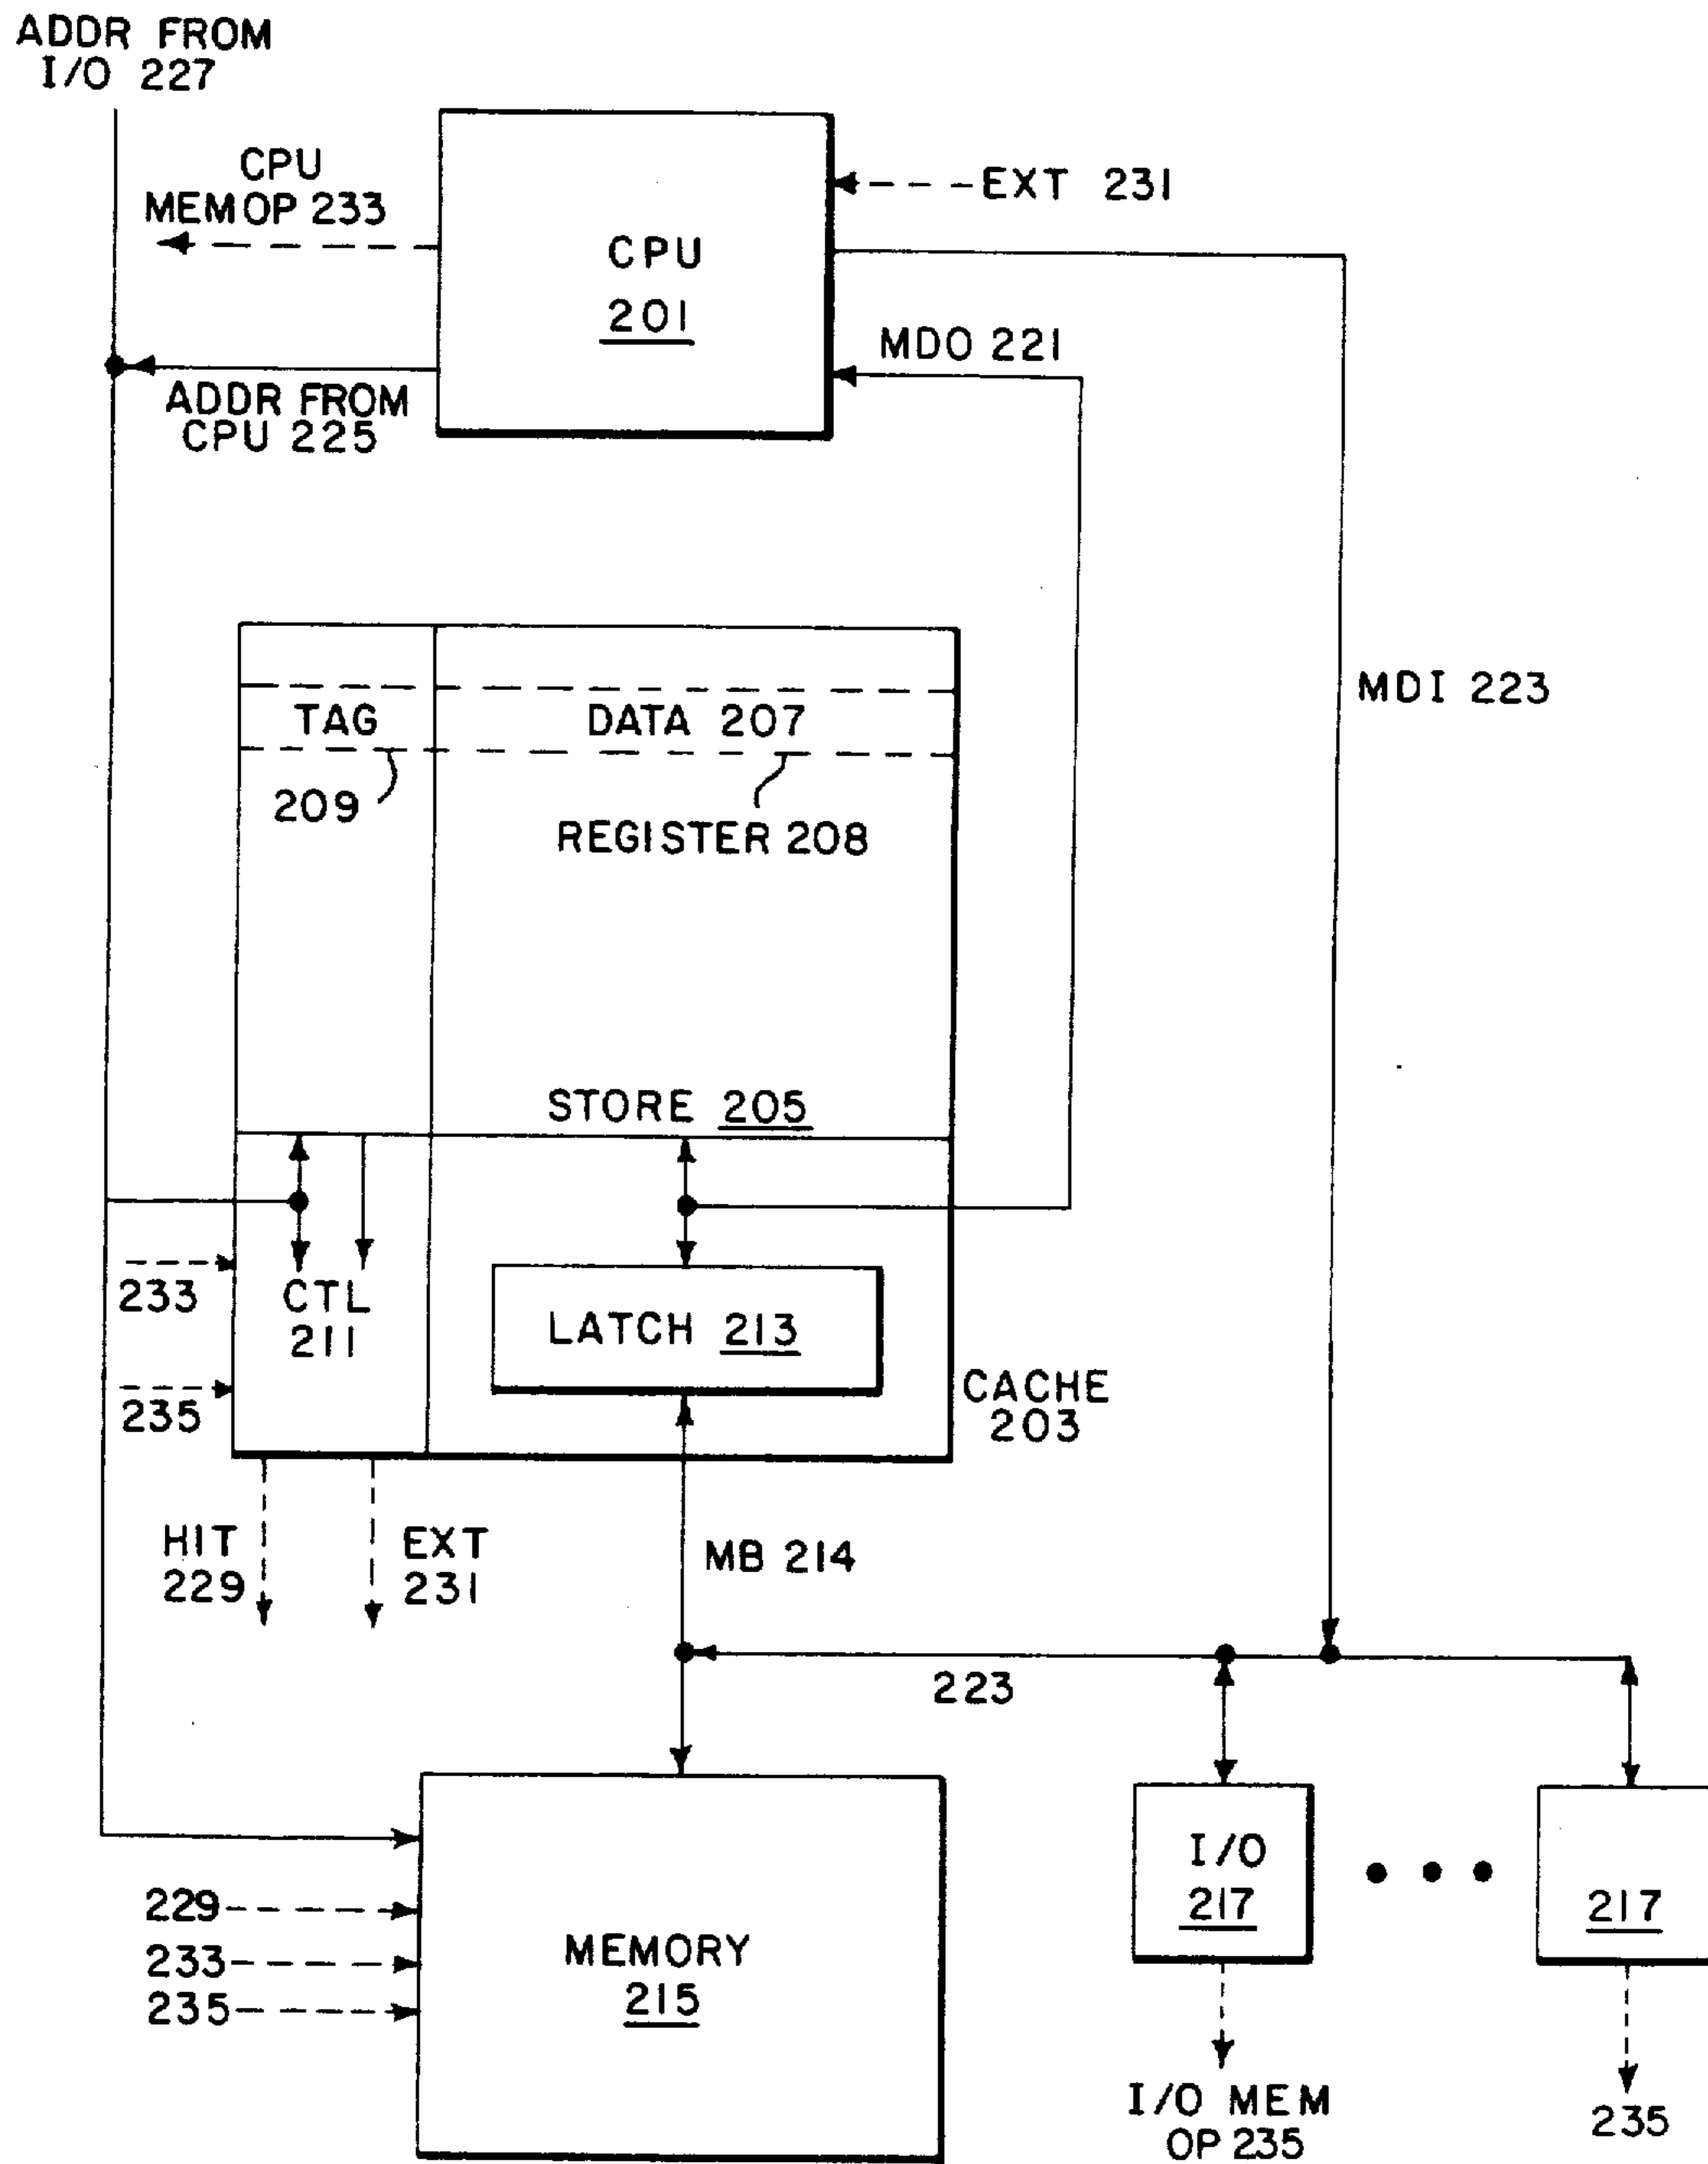 ADDR FROM
I/O 227
CPU
MEMOP 233
EXT 231
CPU
201
MDO 221
ADDR FROM
CPU 225
MDI 223
TAG
DATA 207
209
REGISTER 208
STORE 205
233
CTL
211
LATCH 213
235
CACHE
203
HIT
229
EXT
231
MB 214
223
I/O
217
217
229
233
235
MEMORY
215
I/O MEM
OP 235
235